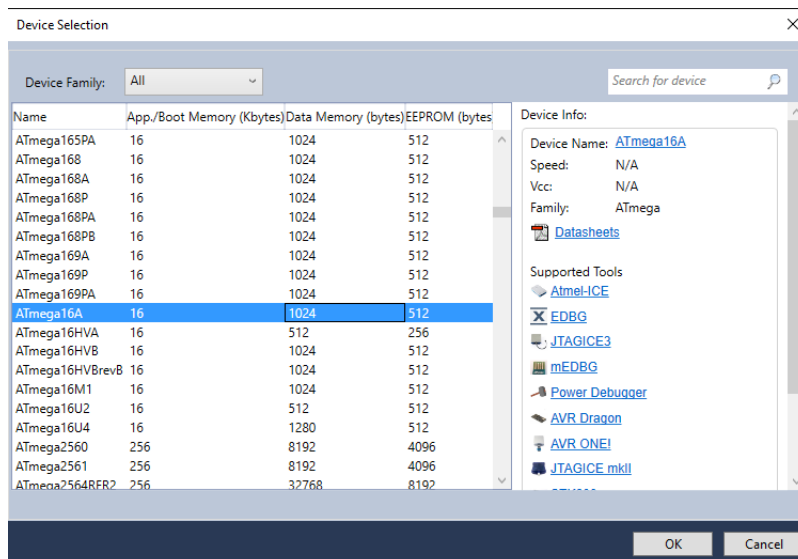 Device Selection
Device Family: All
Search for device
Name App./Boot Memory (Kbytes) Data Memory (bytes) EEPROM (bytes
ATmega165PA 16 1024 512
ATmega168 16 1024 512
ATmega168A 16 1024 512
ATmega168P 16 1024 512
ATmega168PA 16 1024 512
ATmega168PB 16 1024 512
ATmega169A 16 1024 512
ATmega169P 16 1024 512
ATmega169PA 16 1024 512
ATmega16A 16 1024 512
ATmega16HVA 16 512 256
ATmega16HVB 16 1024 512
ATmega16HVBrevB 16 1024 512
ATmega16M1 16 1024 512
ATmega16U2 16 512 512
ATmega16U4 16 1280 512
ATmega2560 256 8192 4096
ATmega2561 256 8192 4096
ATmega2564RFR2 256 32768 8192
Device Info:
Device Name: ATmega16A
Speed: N/A
Vcc: N/A
Family: ATmega
Datasheets
Supported Tools
Atmel-ICE
EDBG
JTAGICE3
mEDBG
Power Debugger
AVR Dragon
AVR ONE!
JTAGICE mkII
OK Cancel